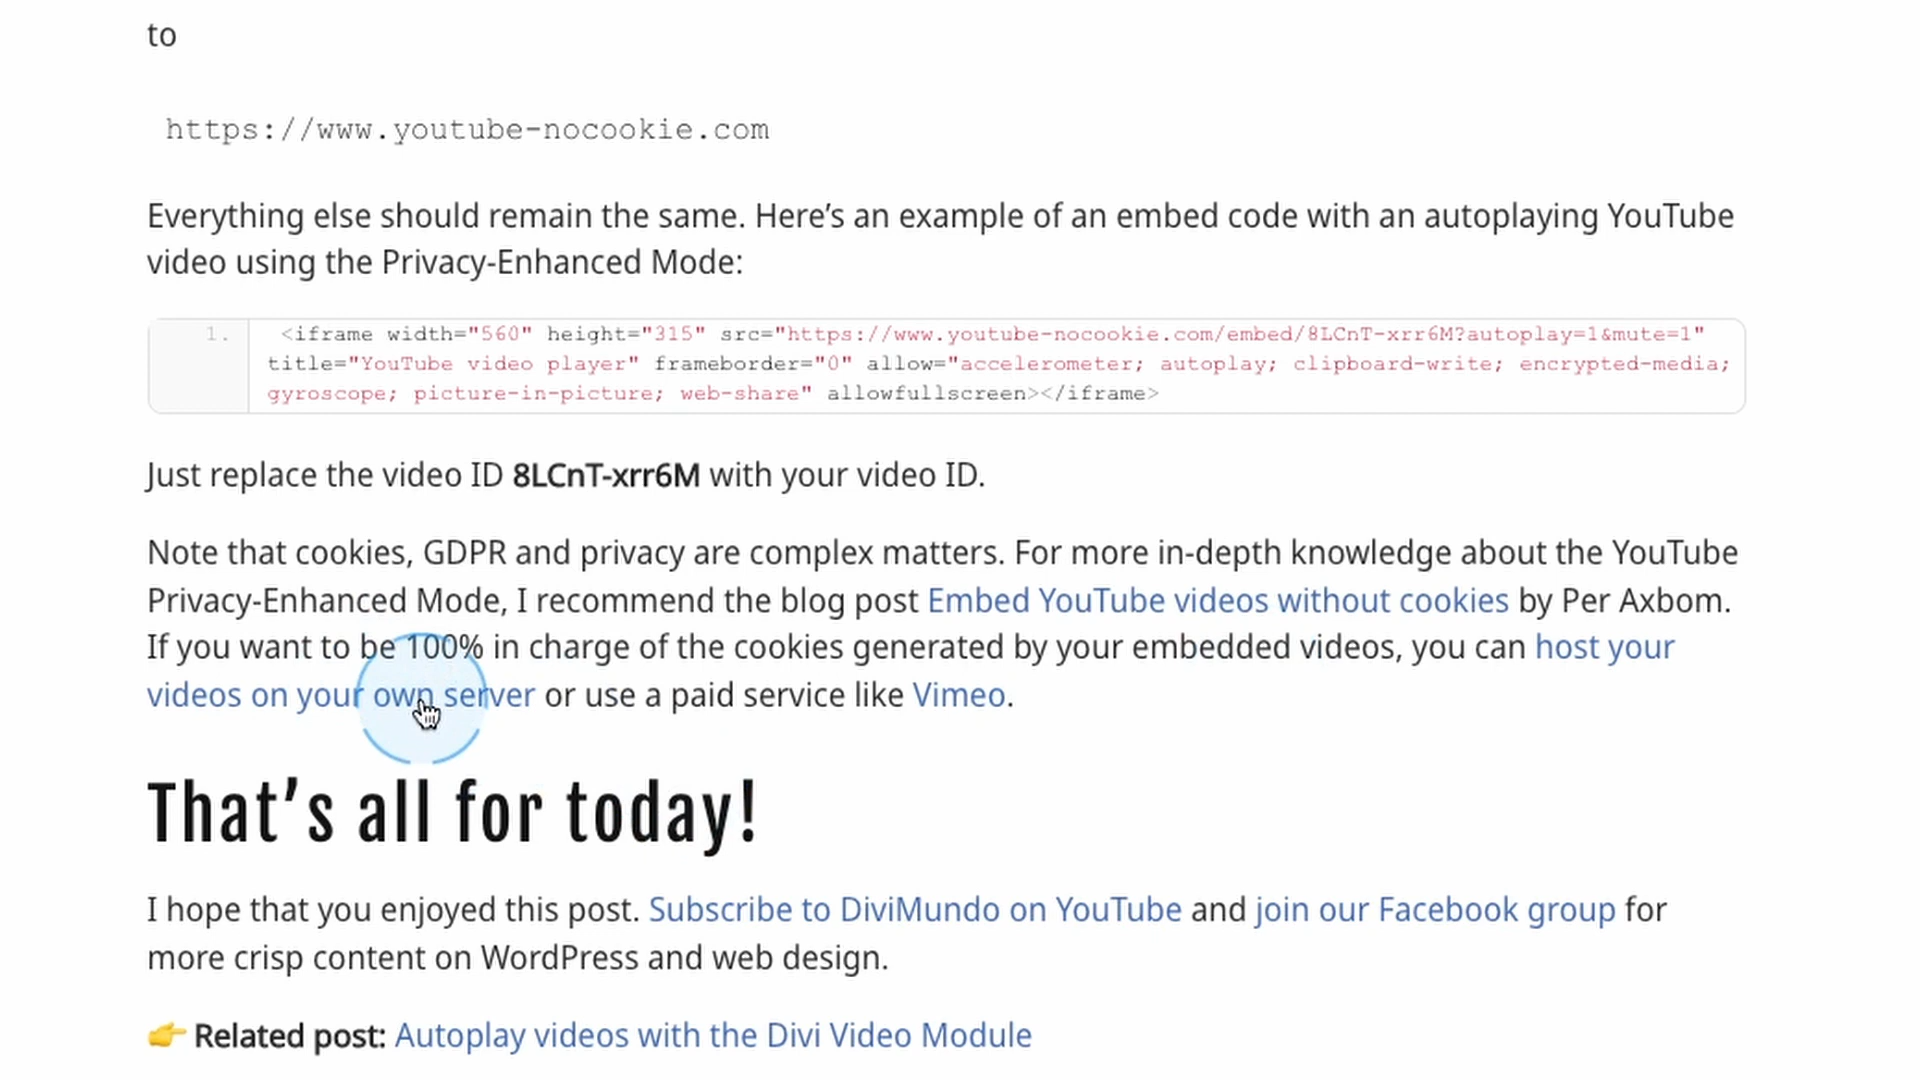 to
https://www.youtube-nocookie.com
Everything else should remain the same. Here’s an example of an embed code with an autoplaying YouTube
video using the Privacy-Enhanced Mode:
1. <iframe width="560" height="315" src="https://www.youtube-nocookie.com/embed/8LCnT-xrr6M?autoplay=1&mute=1"
title="YouTube video player" frameborder="0" allow="accelerometer; autoplay; clipboard-write; encrypted-media;
gyroscope; picture-in-picture; web-share" allowfullscreen></iframe>
Just replace the video ID 8LCnT-xrr6M with your video ID.
Note that cookies, GDPR and privacy are complex matters. For more in-depth knowledge about the YouTube
Privacy-Enhanced Mode, I recommend the blog post Embed YouTube videos without cookies by Per Axbom.
If you want to be 100% in charge of the cookies generated by your embedded videos, you can host your
videos on your own server or use a paid service like Vimeo.
That’s all for today!
I hope that you enjoyed this post. Subscribe to DiviMundo on YouTube and join our Facebook group for
more crisp content on WordPress and web design.
👉 Related post: Autoplay videos with the Divi Video Module